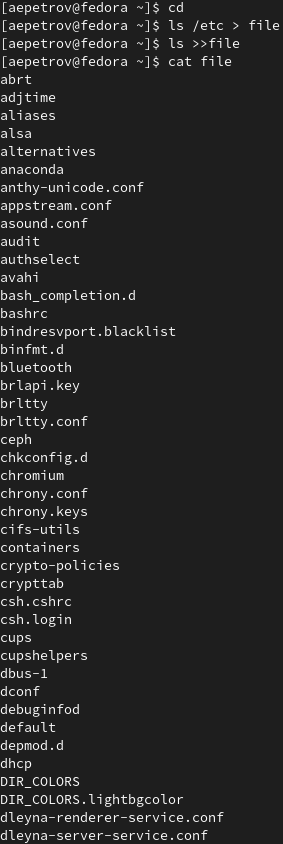 [aepetrov@fedora ~]$ cd
[aepetrov@fedora ~]$ ls /etc > file
[aepetrov@fedora ~]$ ls >>file
[aepetrov@fedora ~]$ cat file
abrt
adjtime
aliases
alsa
alternatives
anaconda
anthy-unicode.conf
appstream.conf
asound.conf
audit
authselect
avahi
bash_completion.d
bashrc
bindresvport.blacklist
binfmt.d
bluetooth
brlapi.key
brltty
brltty.conf
ceph
chkconfig.d
chromium
chrony.conf
chrony.keys
cifs-utils
containers
crypto-policies
crypttab
csh.cshrc
csh.login
cups
cupshelpers
dbus-1
dconf
debuginfod
default
depmod.d
dhcp
DIR_COLORS
DIR_COLORS.lightbgcolor
dleyna-renderer-service.conf
dleyna-server-service.conf